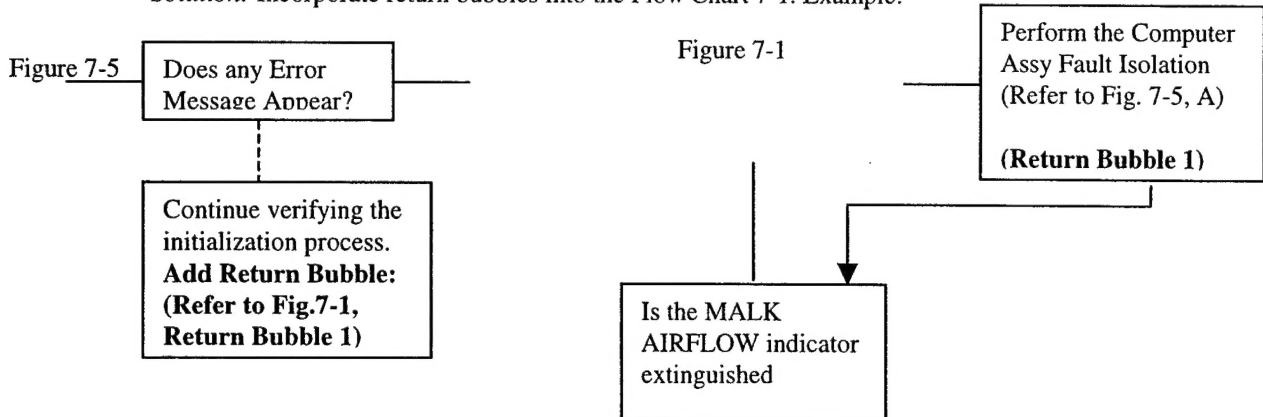 Solution: Incorporate return bubbles into the Flow Chart 7-1. Example:
Figure 7-5
Does any Error
Message Appear?
Continue verifying the
initialization process.
Add Return Bubble:
(Refer to Fig.7-1,
Return Bubble 1)
Figure 7-1
Perform the Computer
Assy Fault Isolation
(Refer to Fig. 7-5, A)
(Return Bubble 1)
Is the MALK
AIRFLOW indicator
extinguished